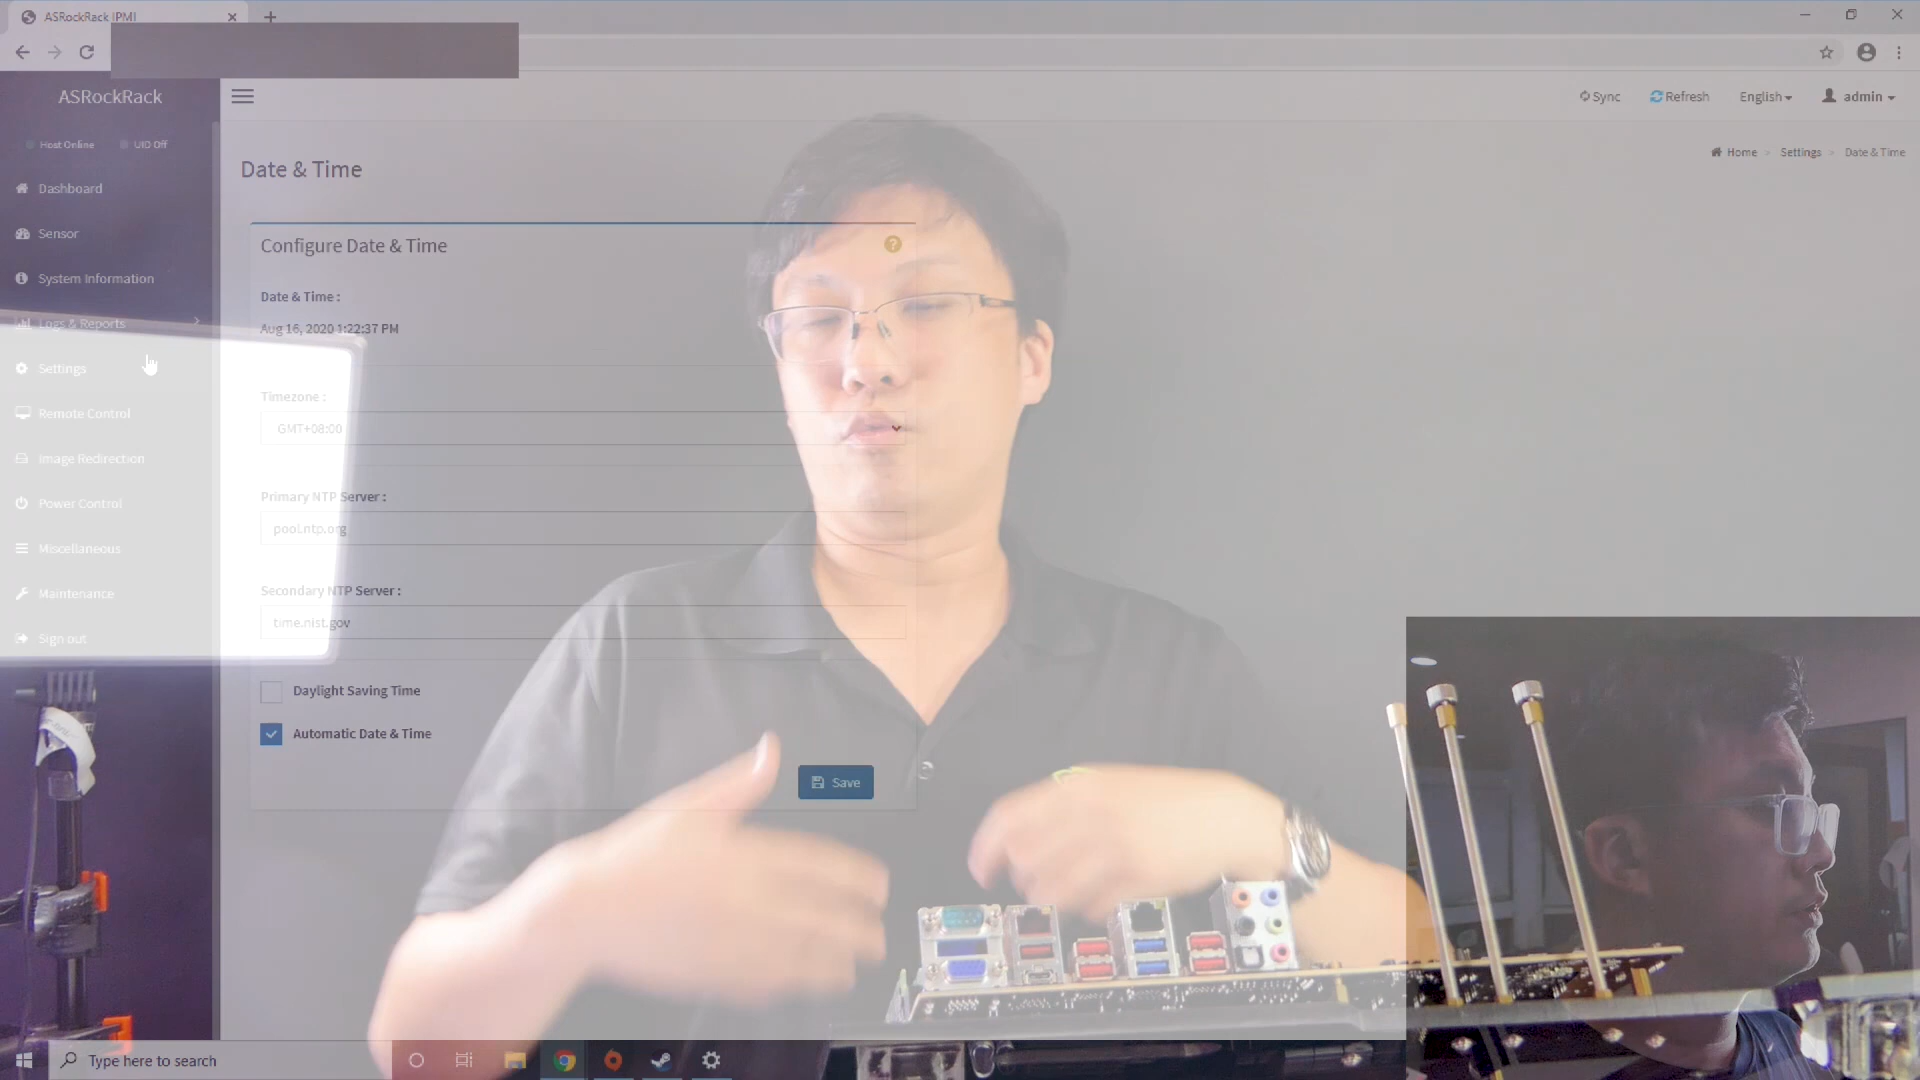 ASRockRack IPMI
ASRockRack
Sync
Refresh
English
admin
Host Online
UID Off
Home
Settings
Date & Time
Date & Time
Dashboard
Sensor
System Information
Logs & Reports
Settings
Remote Control
Image Redirection
Power Control
Miscellaneous
Maintenance
Sign out
Configure Date & Time
?
Date & Time :
Aug 16, 2020 1:22:37 PM
Timezone :
GMT+08:00
Primary NTP Server :
pool.ntp.org
Secondary NTP Server :
time.nist.gov
Daylight Saving Time
Automatic Date & Time
Save
Type here to search